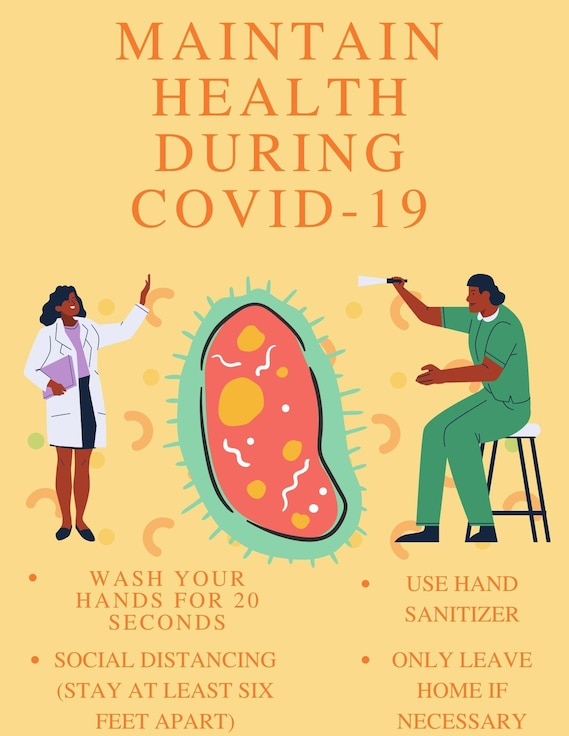 MAINTAIN
HEALTH
DURING
COVID-19
• WASH YOUR
HANDS FOR 20
SECONDS
• SOCIAL DISTANCING
(STAY AT LEAST SIX
FEET APART)
• USE HAND
SANITIZER
• ONLY LEAVE
HOME IF
NECESSARY